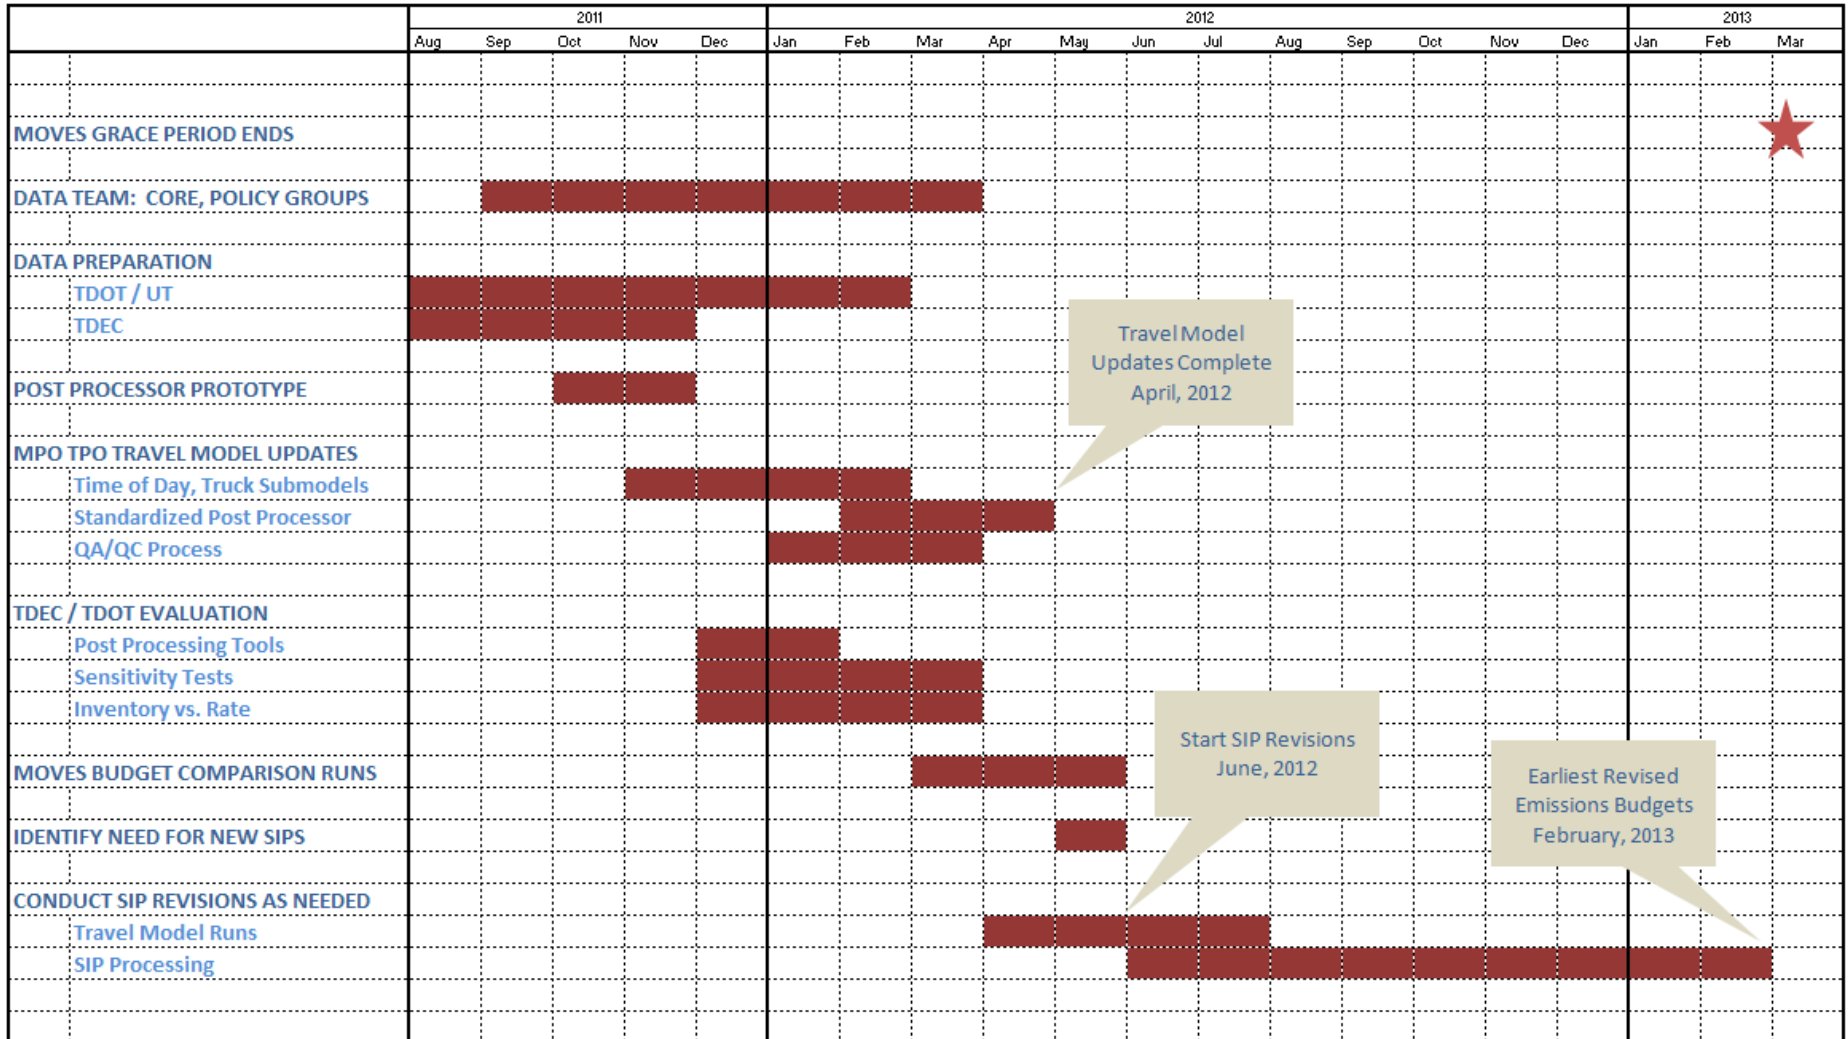 2011 2012 2013
Aug Sep Oct Nov Dec Jan Feb Mar Apr May Jun Jul Aug Sep Oct Nov Dec Jan Feb Mar
MOVES GRACE PERIOD ENDS
DATA TEAM: CORE, POLICY GROUPS
DATA PREPARATION
TDOT / UT
TDEC
Travel Model
Updates Complete
April, 2012
POST PROCESSOR PROTOTYPE
MPO TPO TRAVEL MODEL UPDATES
Time of Day, Truck Submodels
Standardized Post Processor
QA/QC Process
TDEC / TDOT EVALUATION
Post Processing Tools
Sensitivity Tests
Inventory vs. Rate
Start SIP Revisions
June, 2012
MOVES BUDGET COMPARISON RUNS
Earliest Revised
Emissions Budgets
February, 2013
IDENTIFY NEED FOR NEW SIPS
CONDUCT SIP REVISIONS AS NEEDED
Travel Model Runs
SIP Processing